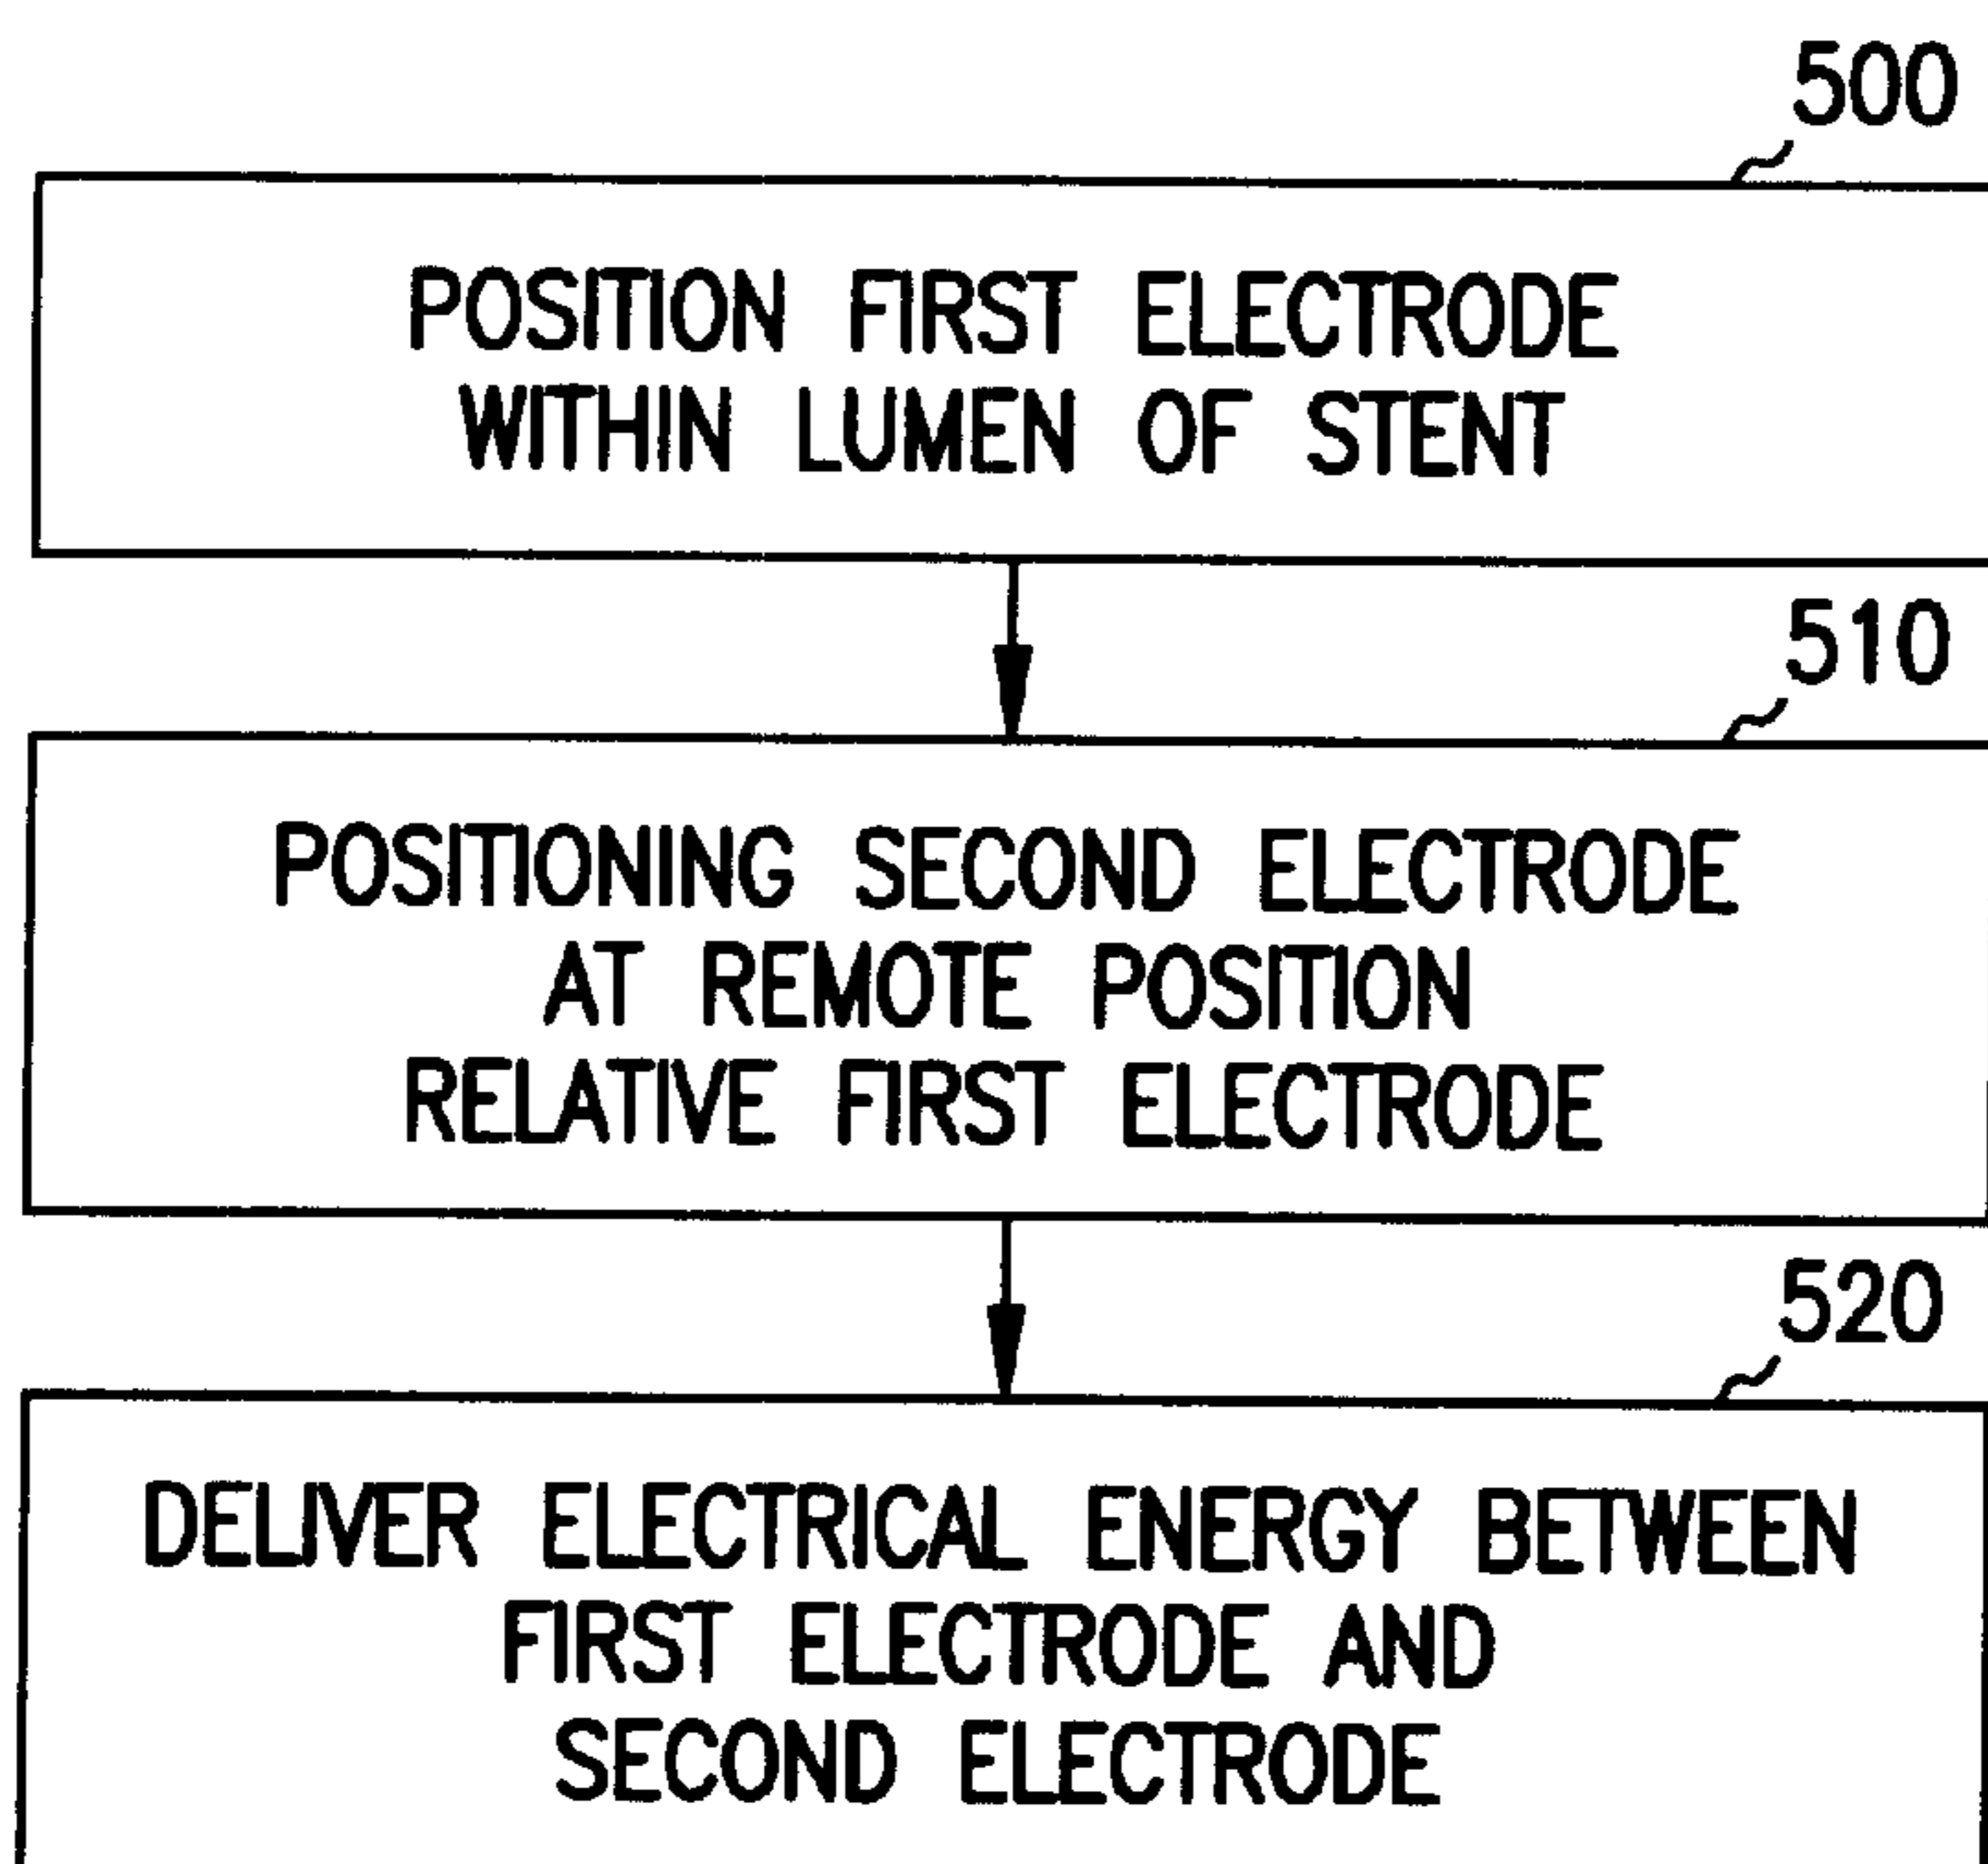 500
POSITION FIRST ELECTRODE
WITHIN LUMEN OF STENT
510
POSITIONING SECOND ELECTRODE
AT REMOTE POSITION
RELATIVE FIRST ELECTRODE
520
DELIVER ELECTRICAL ENERGY BETWEEN
FIRST ELECTRODE AND
SECOND ELECTRODE